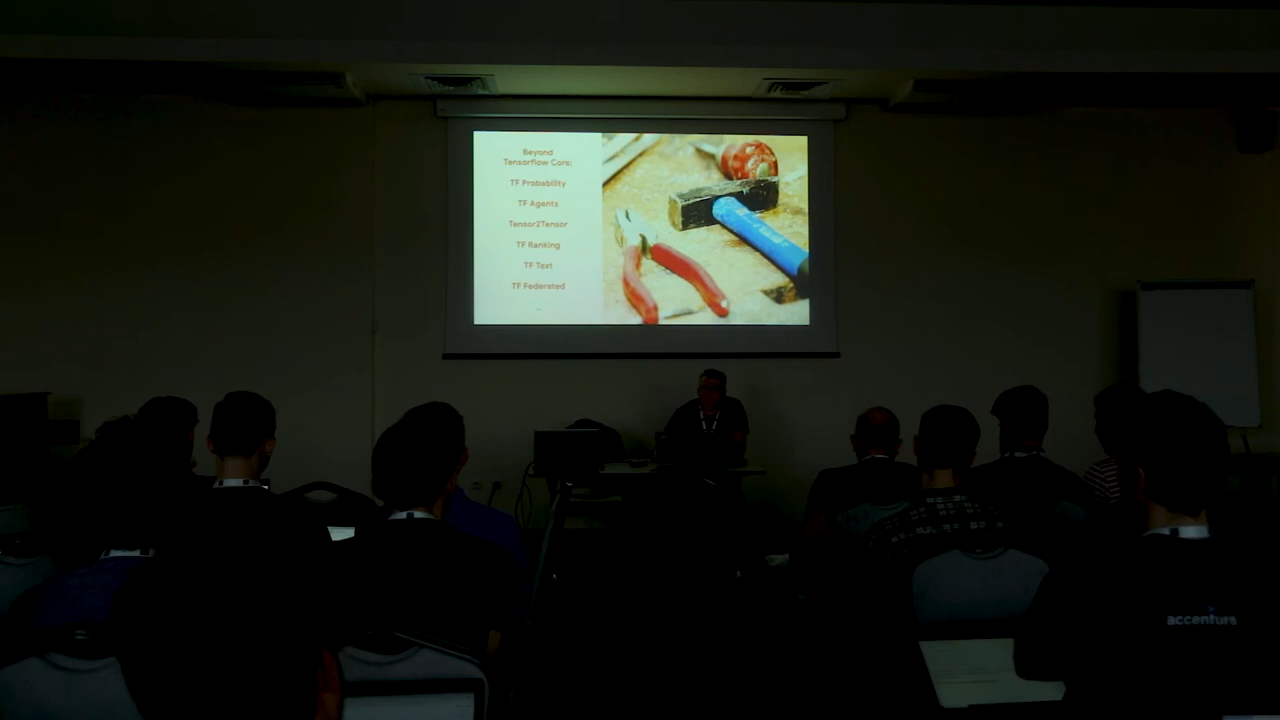 Beyond
Tensorflow Core:
TF Probability
TF Agents
Tensor2Tensor
TF Ranking
TF Text
TF Federated
...
accenture